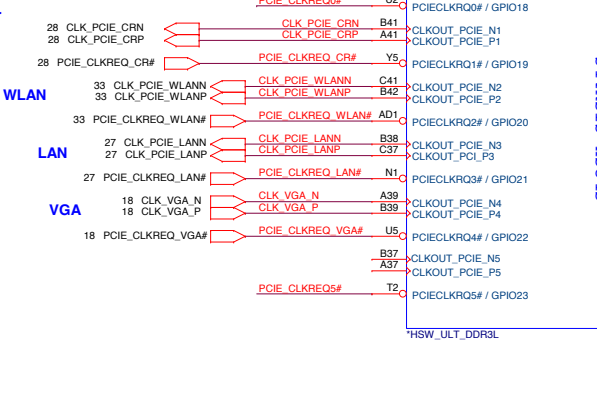 PCIE_CLKREQ0# U2 PCIECLRQ0# / GPIO18
28 CLK_PCIE_CRN CLK_PCIE_CRN B41 CLKOUT_PCIE_N1
28 CLK_PCIE_CRP CLK_PCIE_CRP A41 CLKOUT_PCIE_P1
28 PCIE_CLKREQ_CR# PCIE_CLKREQ_CR# Y5 PCIECLKRQ1# / GPIO19
33 CLK_PCIE_WLANN CLK_PCIE_WLANN C41 CLKOUT_PCIE_N2
WLAN 33 CLK_PCIE_WLANP CLK_PCIE_WLANP B42 CLKOUT_PCIE_P2
33 PCIE_CLKREQ_WLAN# PCIE_CLKREQ_WLAN# AD1 PCIECLKRQ2# / GPIO20
27 CLK_PCIE_LANN CLK_PCIE_LANN B38 CLKOUT_PCIE_N3
LAN 27 CLK_PCIE_LANP CLK_PCIE_LANP C37 CLKOUT_PCI_P3
27 PCIE_CLKREQ_LAN# PCIE_CLKREQ_LAN# N1 PCIECLKRQ3# / GPIO21
18 CLK_VGA_N CLK_VGA_N A39 CLKOUT_PCIE_N4
VGA 18 CLK_VGA_P CLK_VGA_P B39 CLKOUT_PCIE_P4
18 PCIE_CLKREQ_VGA# PCIE_CLKREQ_VGA# U5 PCIECLKRQ4# / GPIO22
B37 CLKOUT_PCIE_N5
A37 CLKOUT_PCIE_P5
PCIE_CLKREQ5# T2 PCIECLKRQ5# / GPIO23
*HSW_ULT_DDR3L